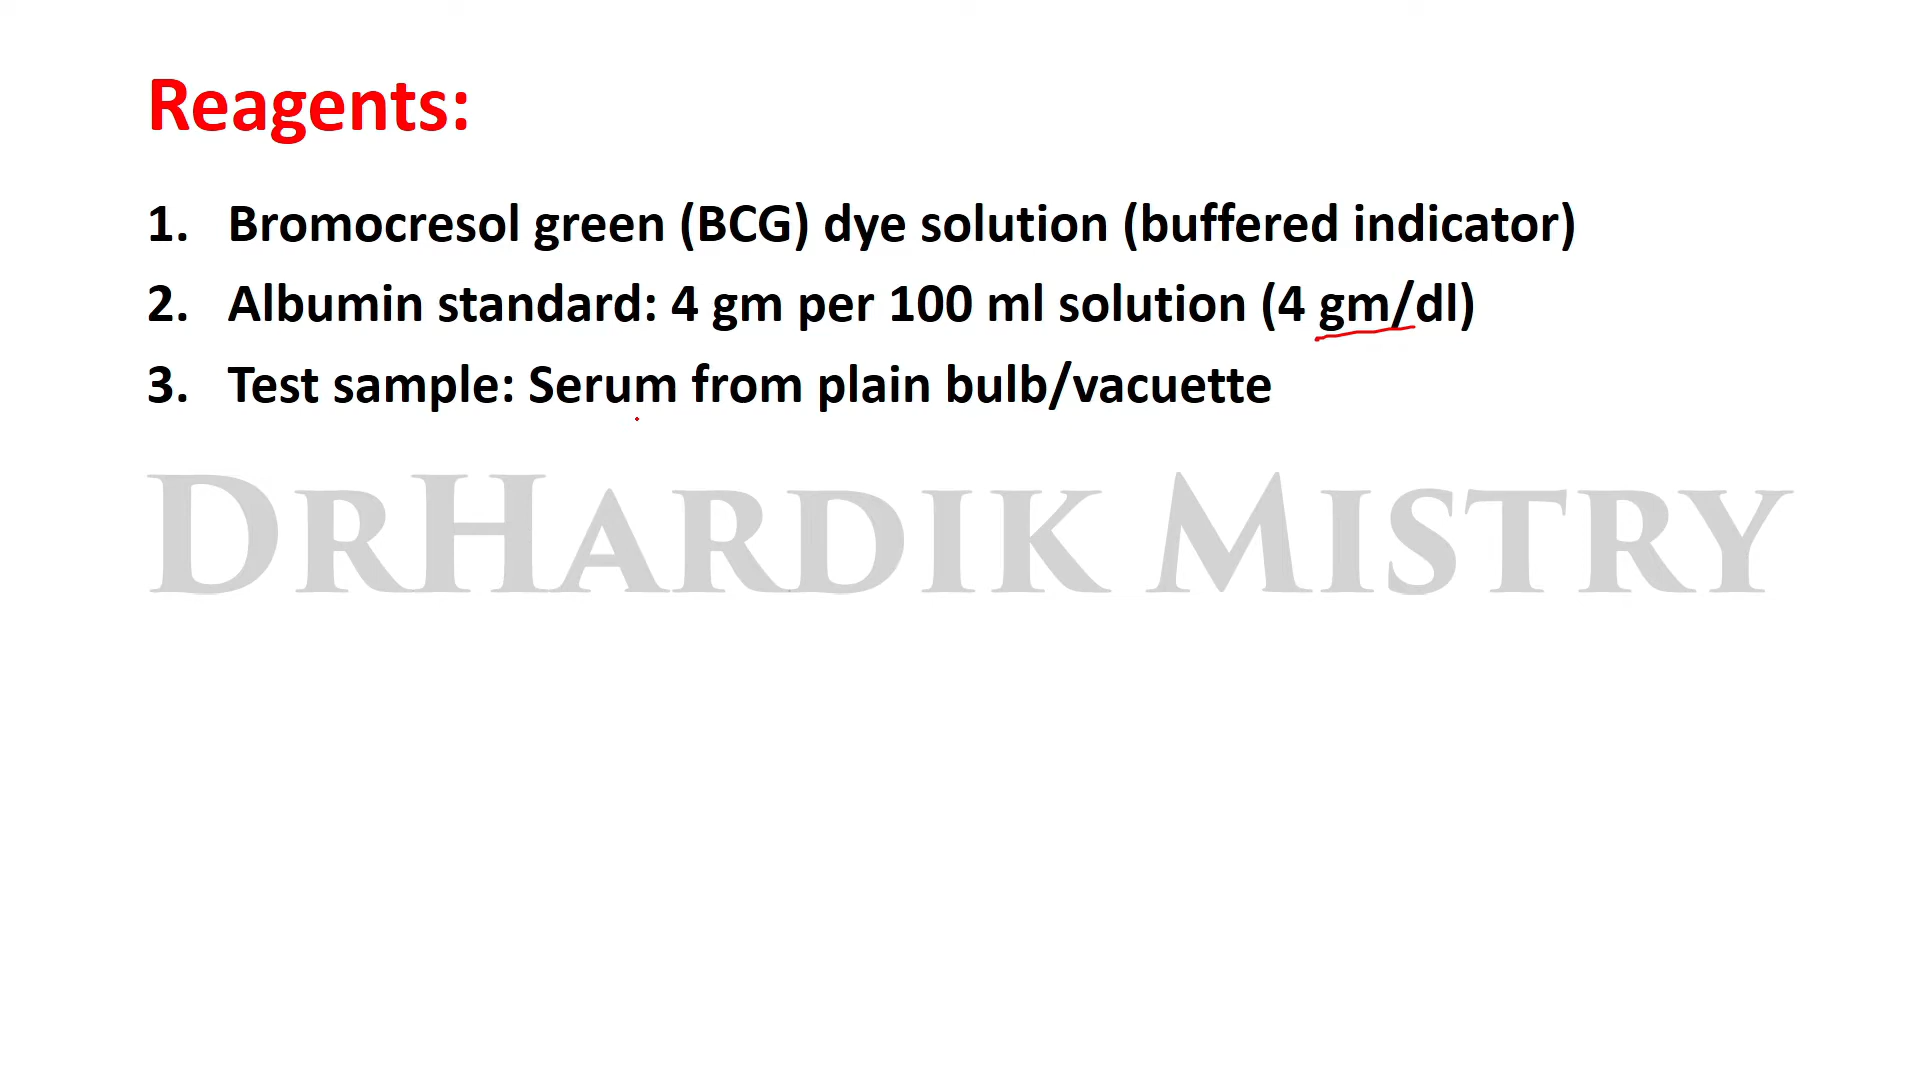 Reagents:
1. Bromocresol green (BCG) dye solution (buffered indicator)
2. Albumin standard: 4 gm per 100 ml solution (4 gm/dl)
3. Test sample: Serum from plain bulb/vacuette
DRHARDIK MISTRY